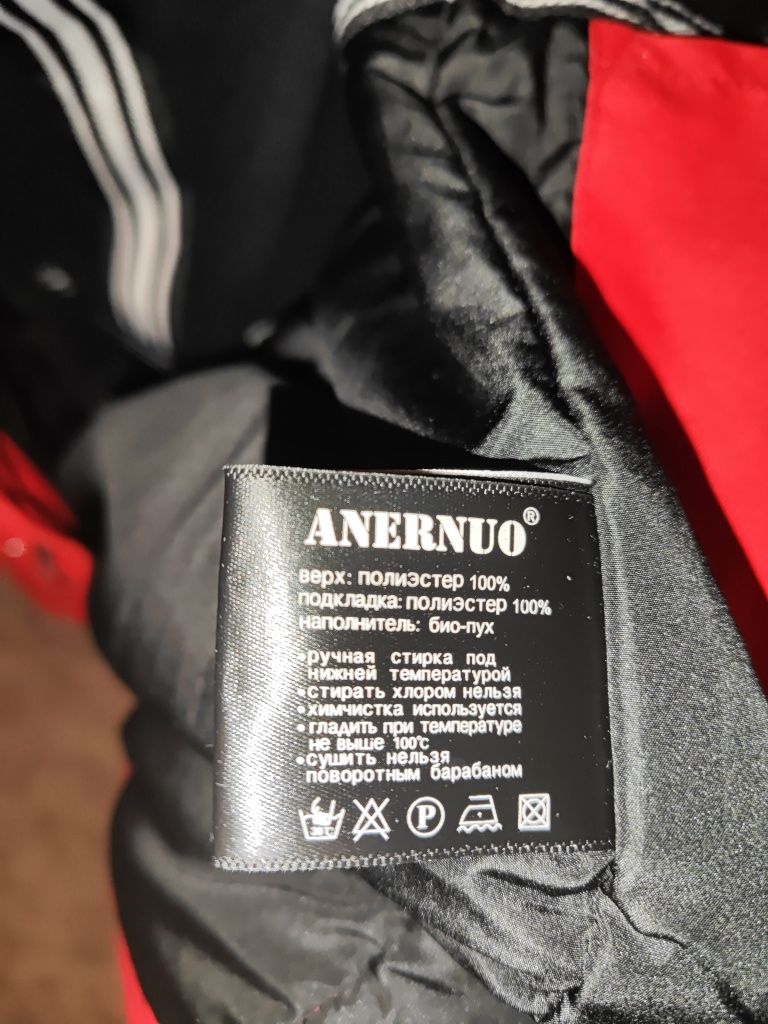 ANERNUO®
верх: полиэстер 100%
подкладка: полиэстер 100%
наполнитель: био-пух
•ручная стирка под
нижней температурой
•стирать хлором нельзя
•химчистка используется
•гладить при температуре
не выше 100°C
•сушить нельзя
поворотным барабаном
30°C P